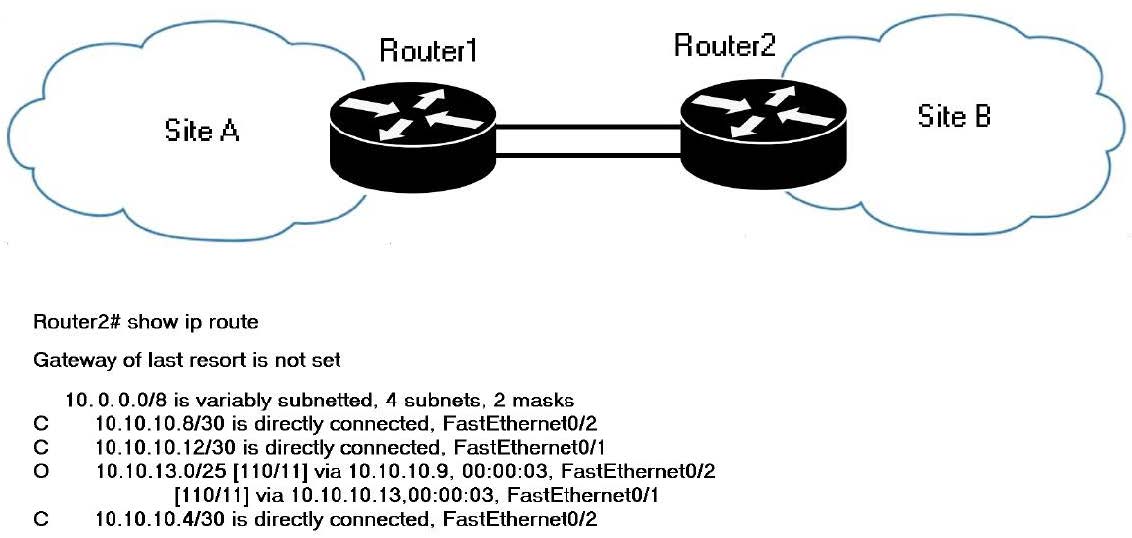 Router1
Router2
Site A
Site B
Router2# show ip route
Gateway of last resort is not set
10. 0. 0.0/8 is variably subnetted, 4 subnets, 2 masks
C 10.10.10.8/30 is directly connected, FastEthernet0/2
C 10.10.10.12/30 is directly connected, FastEthernet0/1
O 10.10.13.0/25 [110/11] via 10.10.10.9, 00:00:03, FastEthernet0/2
[110/11] via 10.10.10.13,00:00:03, FastEthernet0/1
C 10.10.10.4/30 is directly connected, FastEthernet0/2